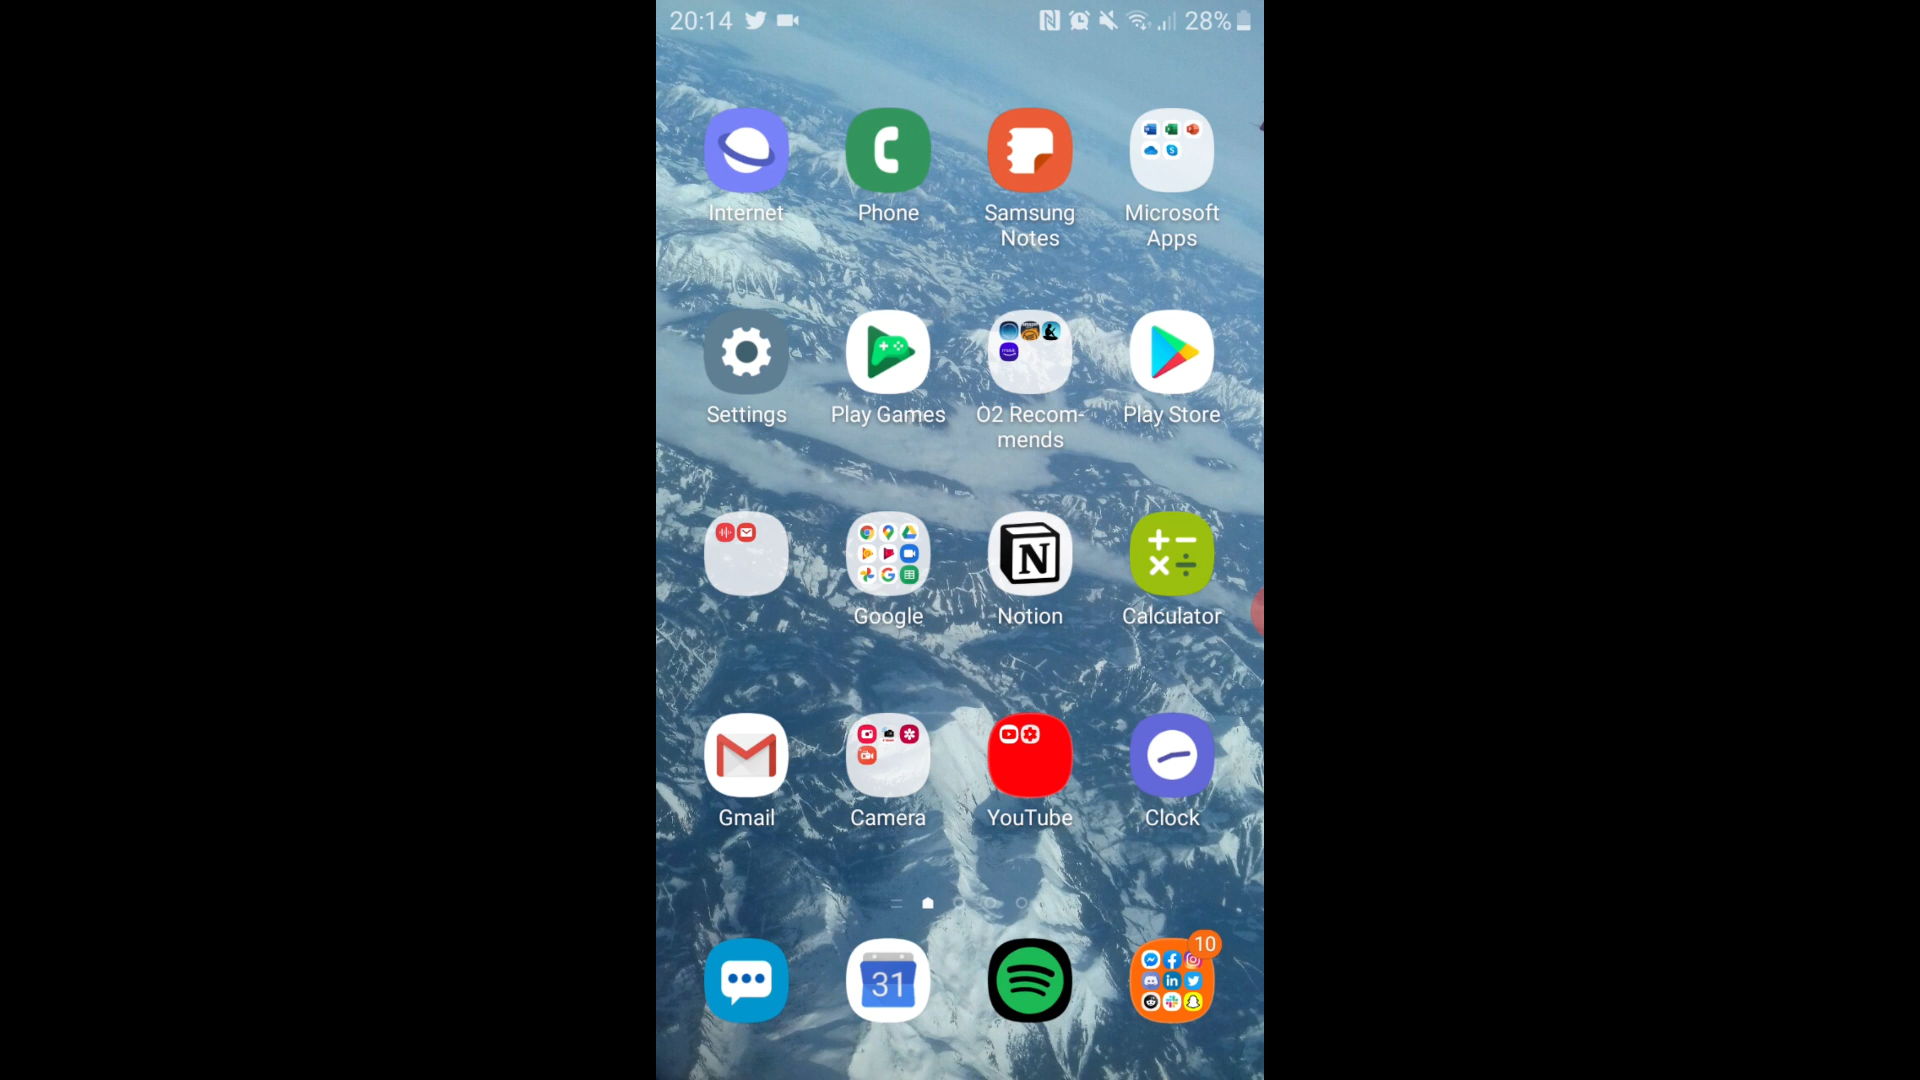 20:14 28%
Internet Phone Samsung Notes Microsoft Apps
Settings Play Games O2 Recom-mends Play Store
Google Notion Calculator
Gmail Camera YouTube Clock
31 10